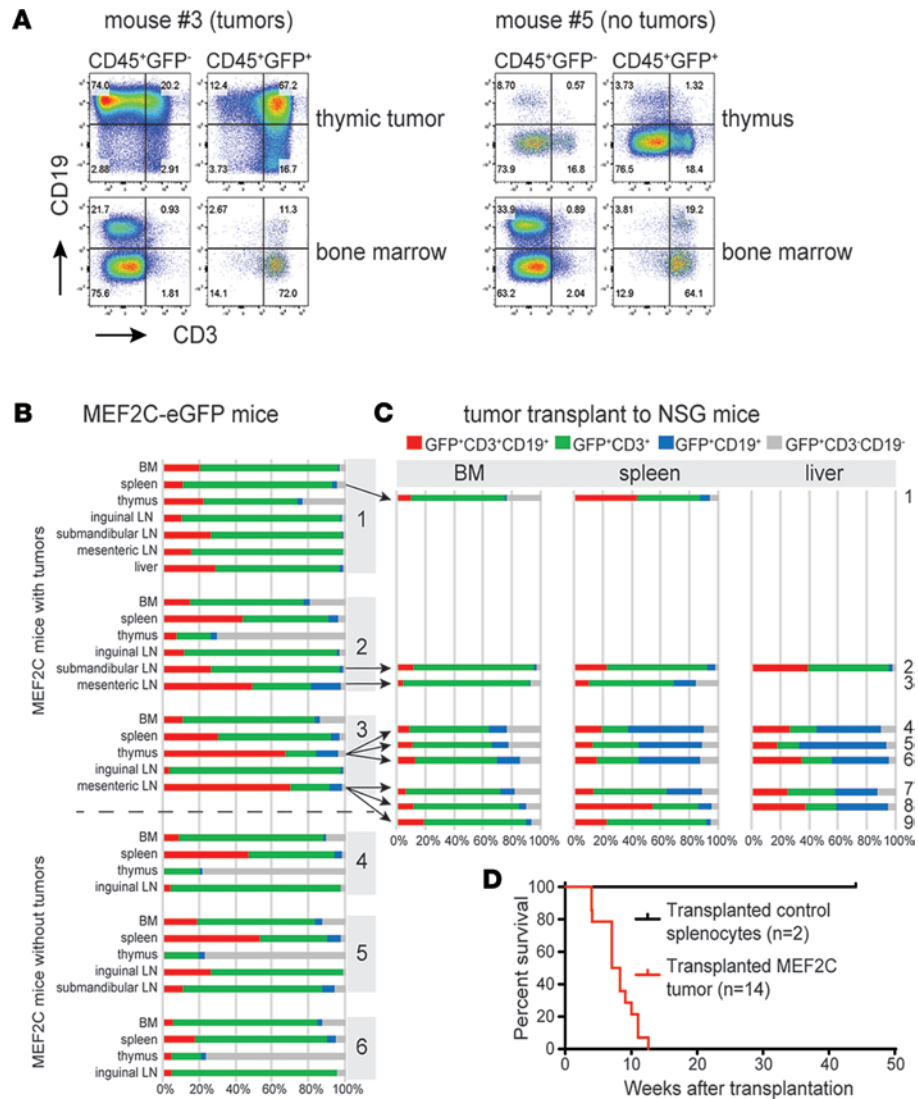 A
mouse #3 (tumors)
mouse #5 (no tumors)
CD45+GFP-
CD45+GFP+
CD45+GFP-
CD45+GFP+
74.0
20.2
12.4
67.2
2.88
2.91
3.73
16.7
thymic tumor
8.70
0.57
3.73
1.32
73.9
16.8
76.5
18.4
thymus
21.7
0.93
2.67
11.3
75.6
1.81
14.1
72.0
bone marrow
33.9
0.89
3.81
19.2
63.2
2.04
12.9
64.1
bone marrow
CD19
CD3
B
MEF2C-eGFP mice
MEF2C mice with tumors
BM
spleen
thymus
inguinal LN
submandibular LN
mesenteric LN
liver
1
BM
spleen
thymus
inguinal LN
submandibular LN
mesenteric LN
2
BM
spleen
thymus
inguinal LN
mesenteric LN
3
MEF2C mice without tumors
BM
spleen
thymus
inguinal LN
4
BM
spleen
thymus
inguinal LN
submandibular LN
5
BM
spleen
thymus
inguinal LN
6
0% 20% 40% 60% 80% 100%
C
tumor transplant to NSG mice
GFP+CD3+CD19+ GFP+CD3+ GFP+CD19+ GFP+CD3-CD19-
BM spleen liver
1
2
3
4
5
6
7
8
9
0% 20% 40% 60% 80% 100% 0% 20% 40% 60% 80% 100% 0% 20% 40% 60% 80% 100%
D
Percent survival
100
80
60
40
20
0
Transplanted control
splenocytes (n=2)
Transplanted MEF2C
tumor (n=14)
0 10 20 30 40 50
Weeks after transplantation